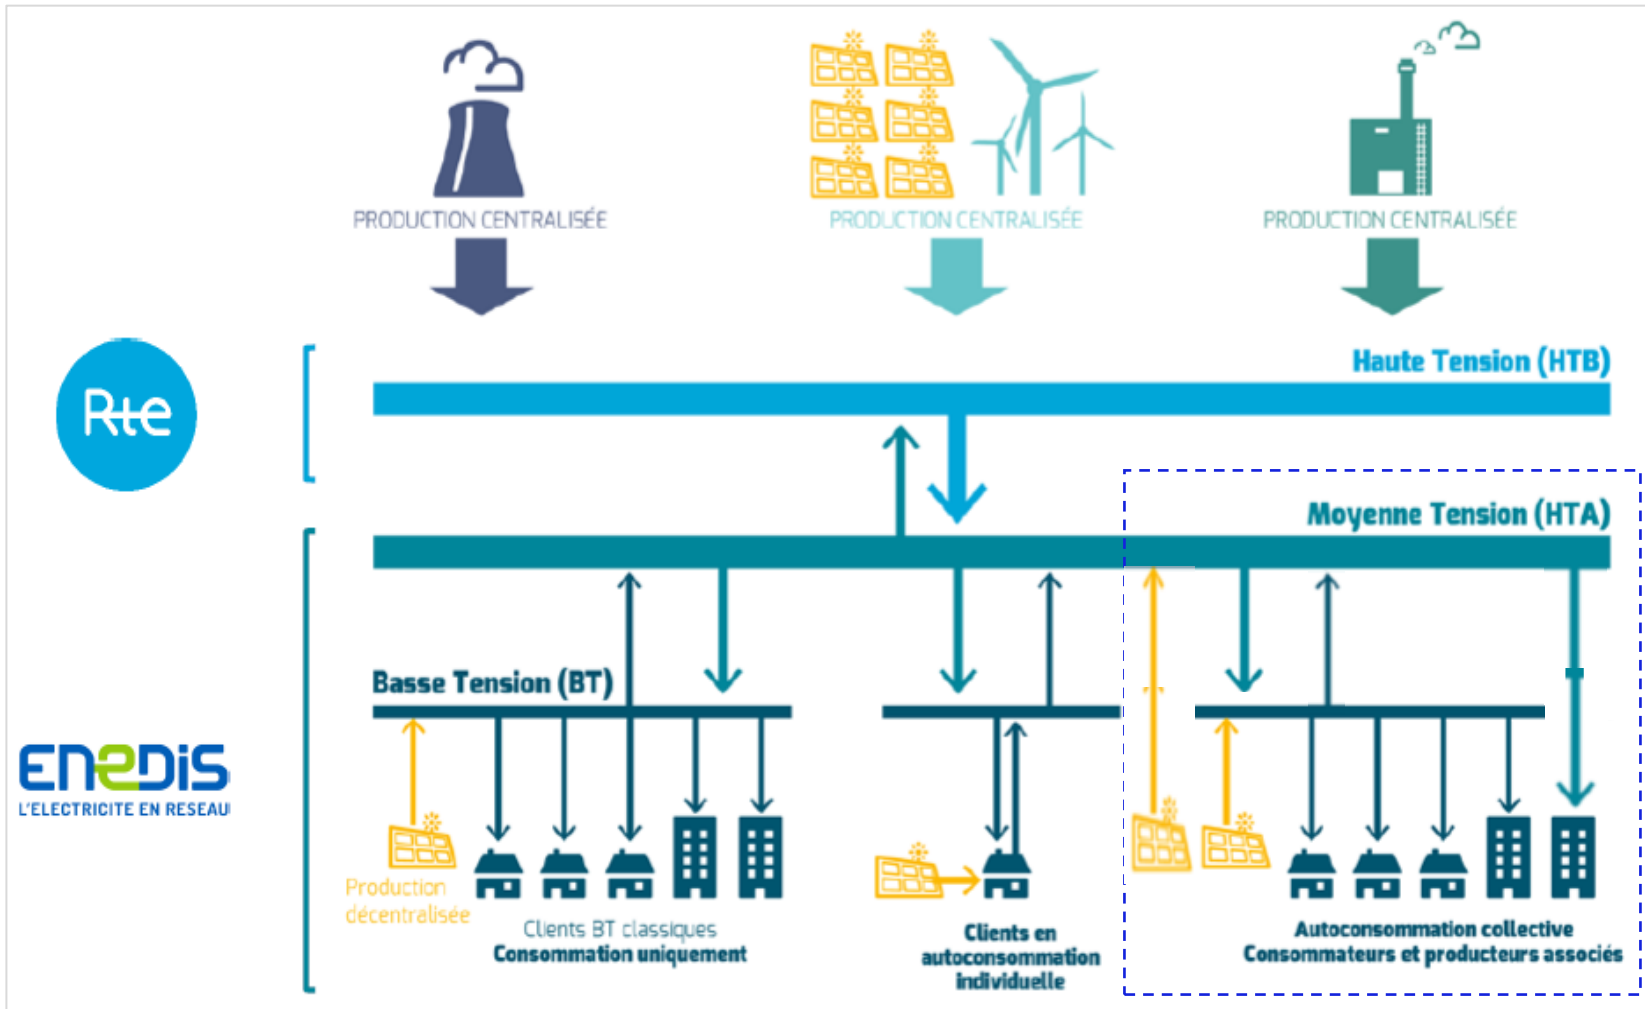 PRODUCTION CENTRALISÉE
PRODUCTION CENTRALISÉE
PRODUCTION CENTRALISÉE
Rte
Haute Tension (HTB)
Moyenne Tension (HTA)
Basse Tension (BT)
ENEDIS
L'ELECTRICITE EN RESEAU
Production
décentralisée
Clients BT classiques
Consommation uniquement
Clients en
autoconsommation
individuelle
Autoconsommation collective
Consommateurs et producteurs associés